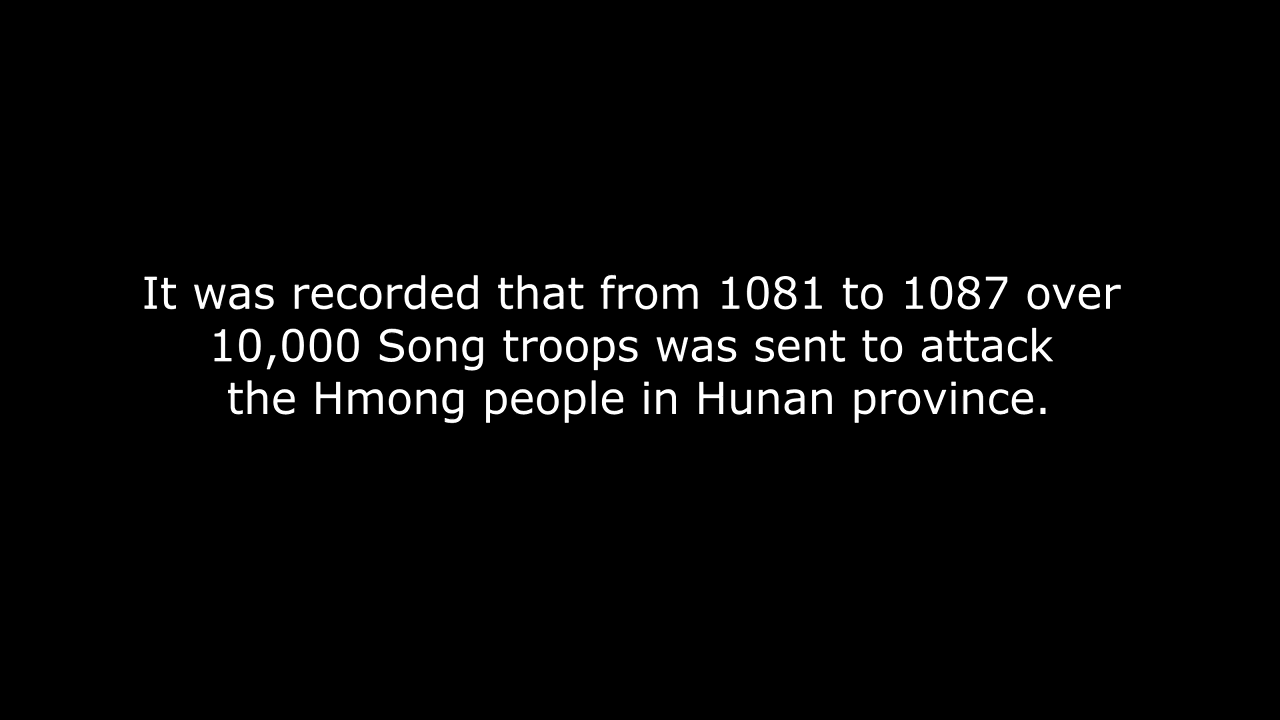 It was recorded that from 1081 to 1087 over
10,000 Song troops was sent to attack
the Hmong people in Hunan province.